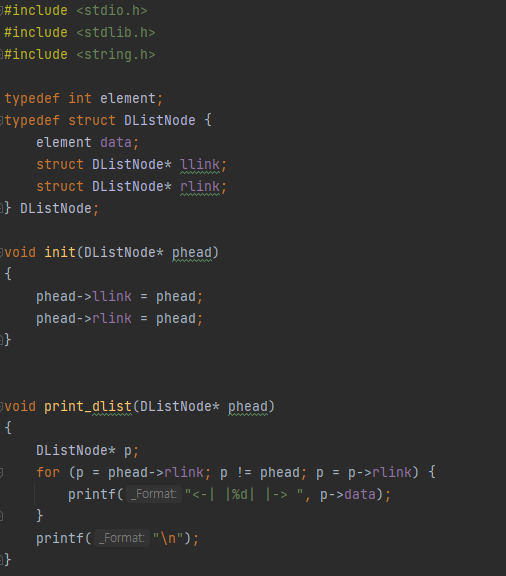 #include <stdio.h>
#include <stdlib.h>
#include <string.h>

typedef int element;
typedef struct DListNode {
    element data;
    struct DListNode* llink;
    struct DListNode* rlink;
} DListNode;

void init(DListNode* phead)
{
    phead->llink = phead;
    phead->rlink = phead;
}


void print_dlist(DListNode* phead)
{
    DListNode* p;
    for (p = phead->rlink; p != phead; p = p->rlink) {
        printf( _Format: "<-| |%d| |-> ", p->data);
    }
    printf( _Format: "\n");
}